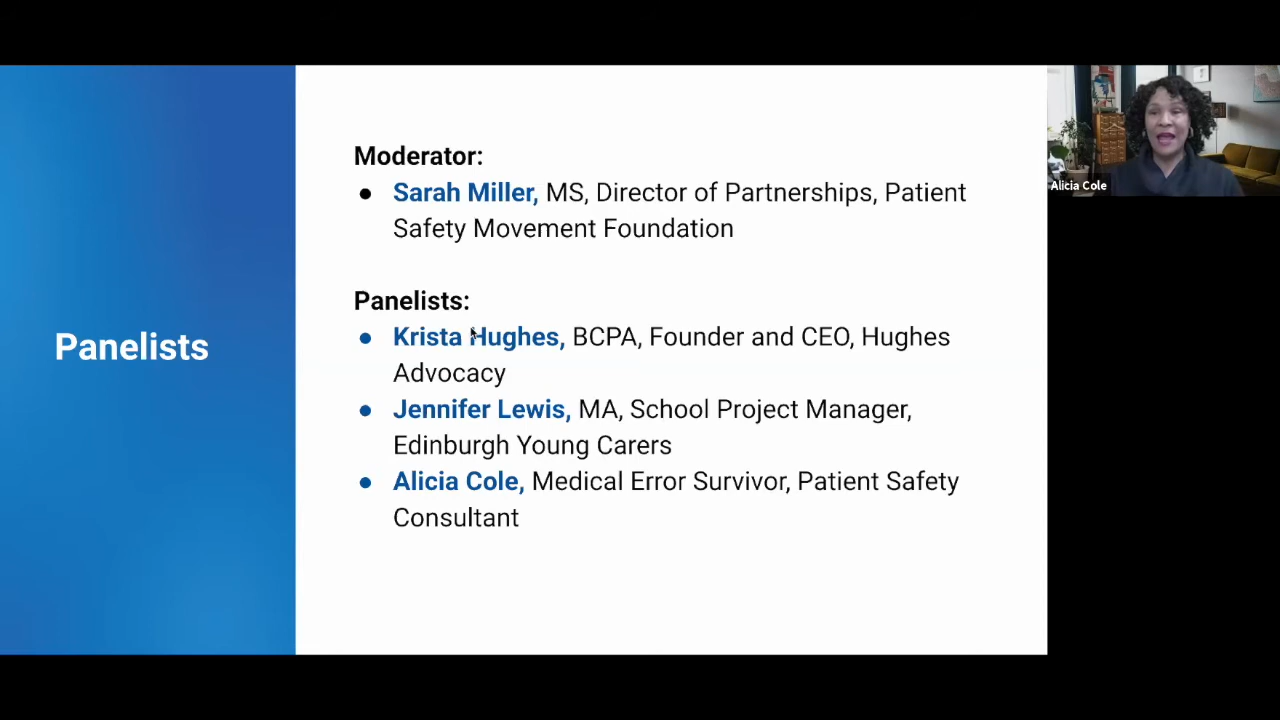 Panelists
Moderator:
● Sarah Miller, MS, Director of Partnerships, Patient
Safety Movement Foundation
Panelists:
● Krista Hughes, BCPA, Founder and CEO, Hughes
Advocacy
● Jennifer Lewis, MA, School Project Manager,
Edinburgh Young Carers
● Alicia Cole, Medical Error Survivor, Patient Safety
Consultant
Alicia Cole